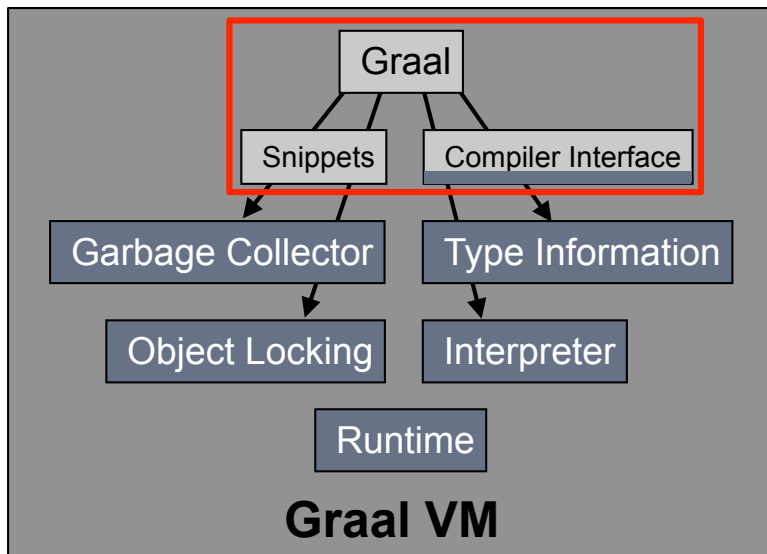 Graal
Snippets
Compiler Interface
Garbage Collector
Type Information
Object Locking
Interpreter
Runtime
Graal VM